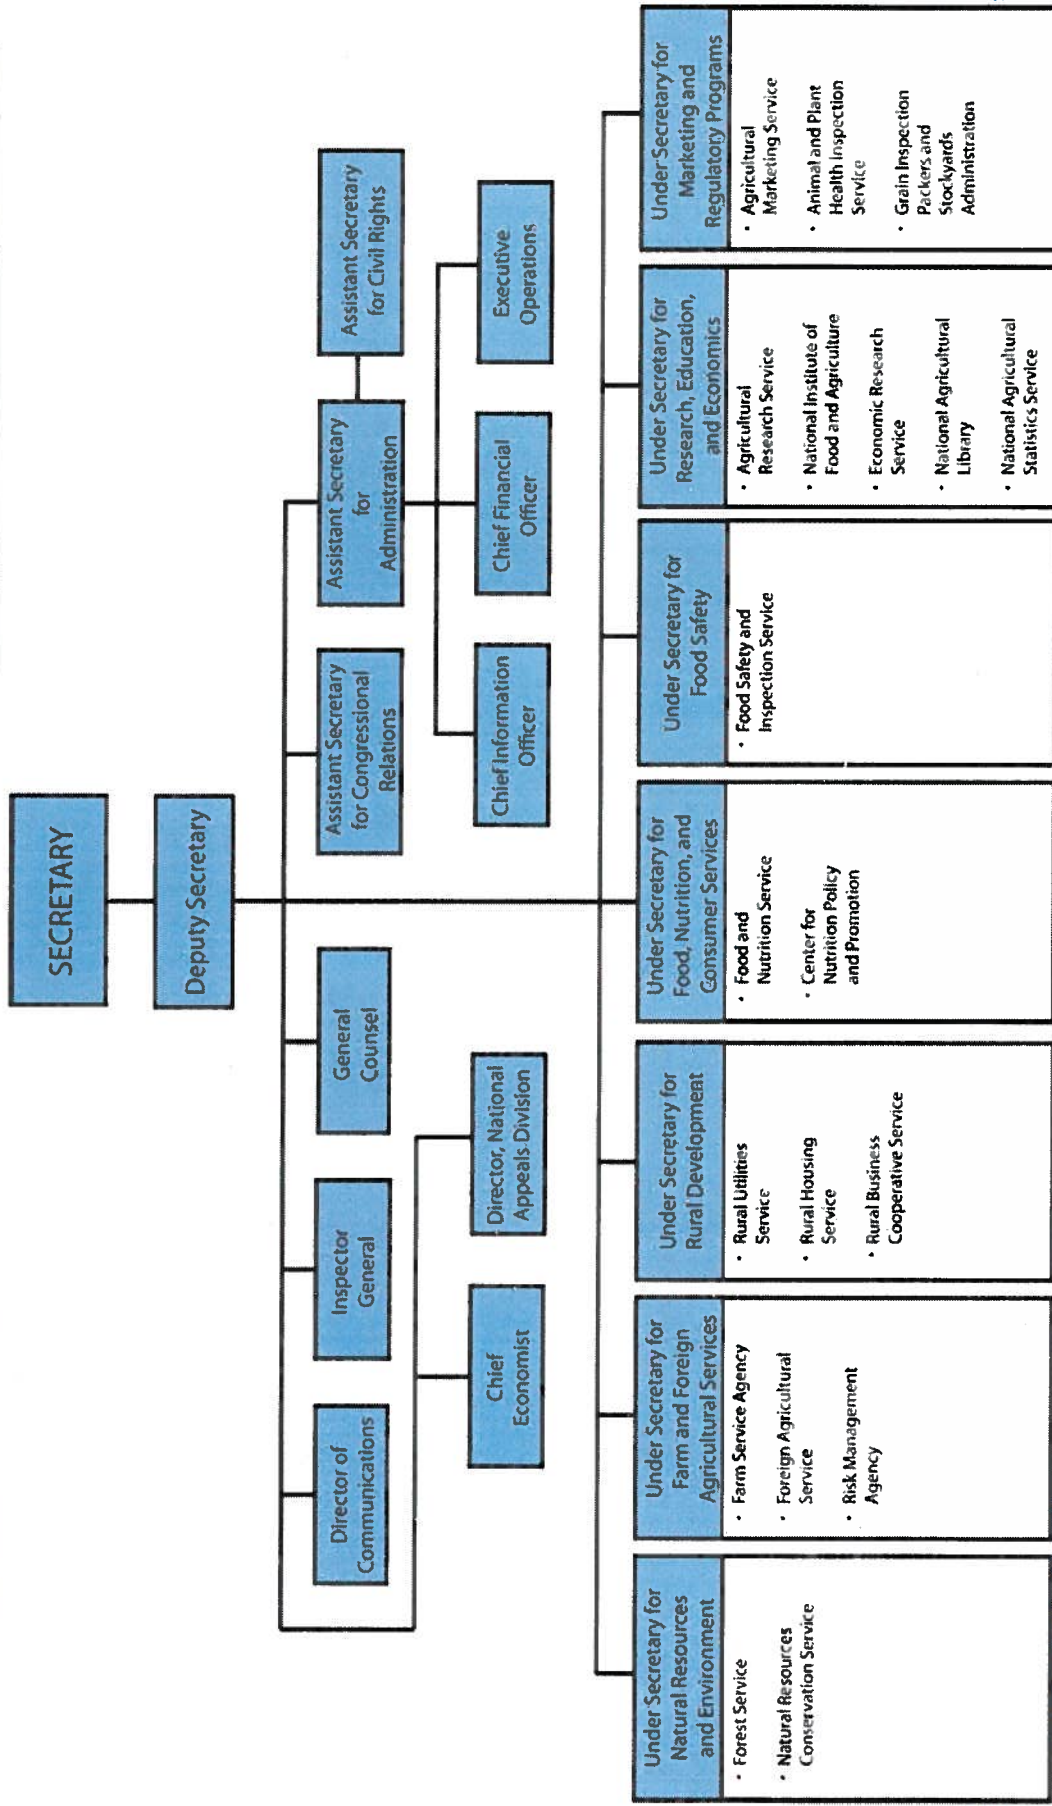 SECRETARY
Deputy Secretary
Director of
Communications
Inspector
General
General
Counsel
Assistant Secretary
for Congressional
Relations
Assistant Secretary
for
Administration
Assistant Secretary
for Civil Rights
Chief
Economist
Director, National
Appeals Division
Chief Information
Officer
Chief Financial
Officer
Executive
Operations
Under Secretary for
Natural Resources
and Environment
• Forest Service
• Natural Resources
Conservation Service
Under Secretary for
Farm and Foreign
Agricultural Services
• Farm Service Agency
• Foreign Agricultural
Service
• Risk Management
Agency
Under Secretary for
Rural Development
• Rural Utilities
Service
• Rural Housing
Service
• Rural Business
Cooperative Service
Under Secretary for
Food, Nutrition, and
Consumer Services
• Food and
Nutrition Service
• Center for
Nutrition Policy
and Promotion
Under Secretary for
Food Safety
• Food Safety and
Inspection Service
Under Secretary for
Research, Education,
and Economics
• Agricultural
Research Service
• National Institute of
Food and Agriculture
• Economic Research
Service
• National Agricultural
Library
• National Agricultural
Statistics Service
Under Secretary for
Marketing and
Regulatory Programs
• Agricultural
Marketing Service
• Animal and Plant
Health Inspection
Service
• Grain Inspection
Packers and
Stockyards
Administration